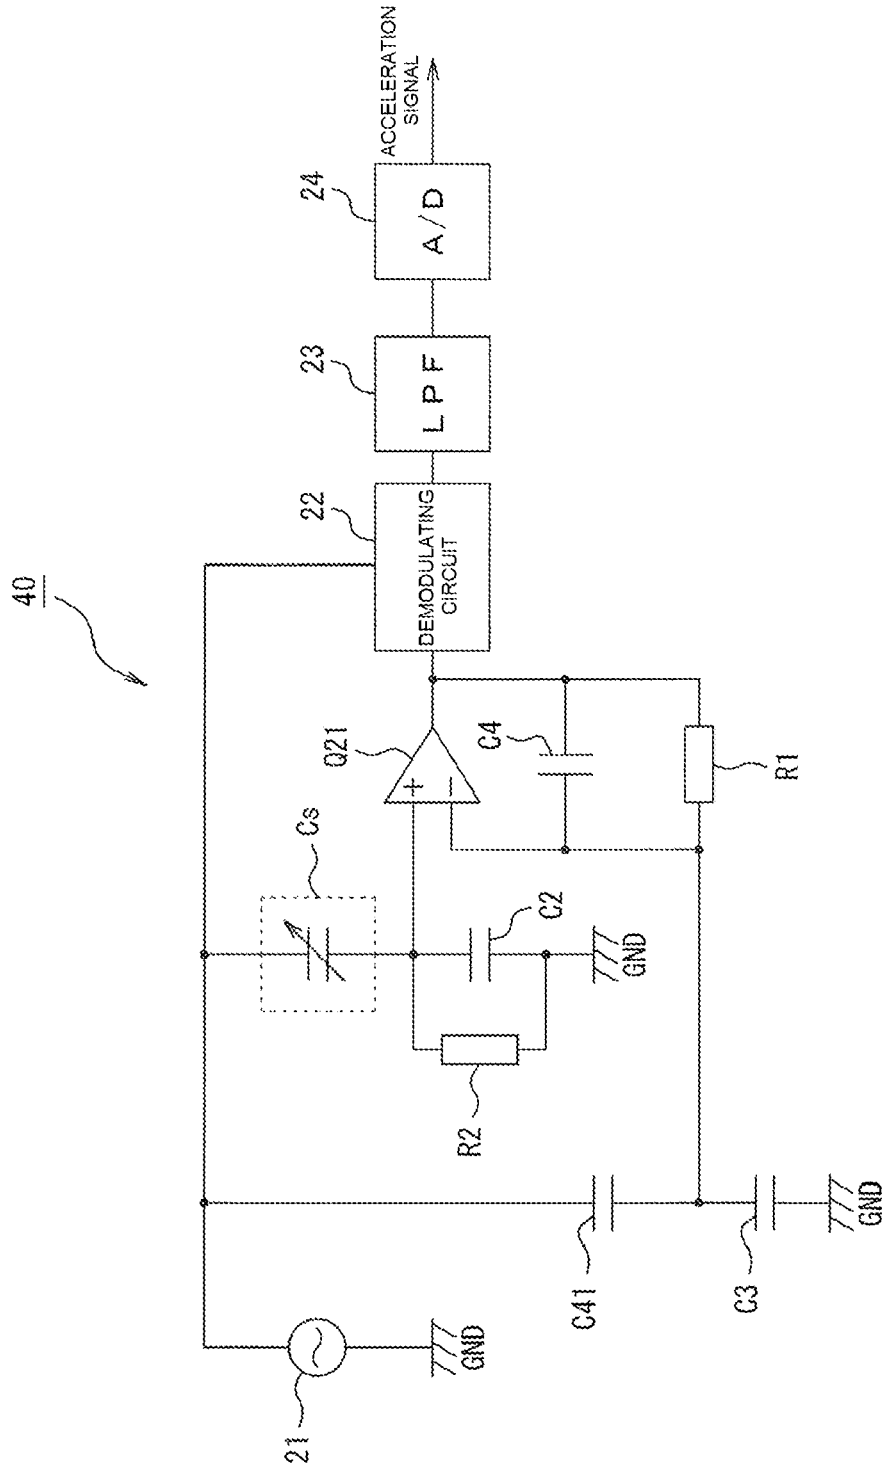 40
21
GND
C41
C3
GND
R2
Cs
C2
GND
Q21
+
−
C4
R1
22
DEMODULATING
CIRCUIT
23
LPF
24
A/D
ACCELERATION
SIGNAL